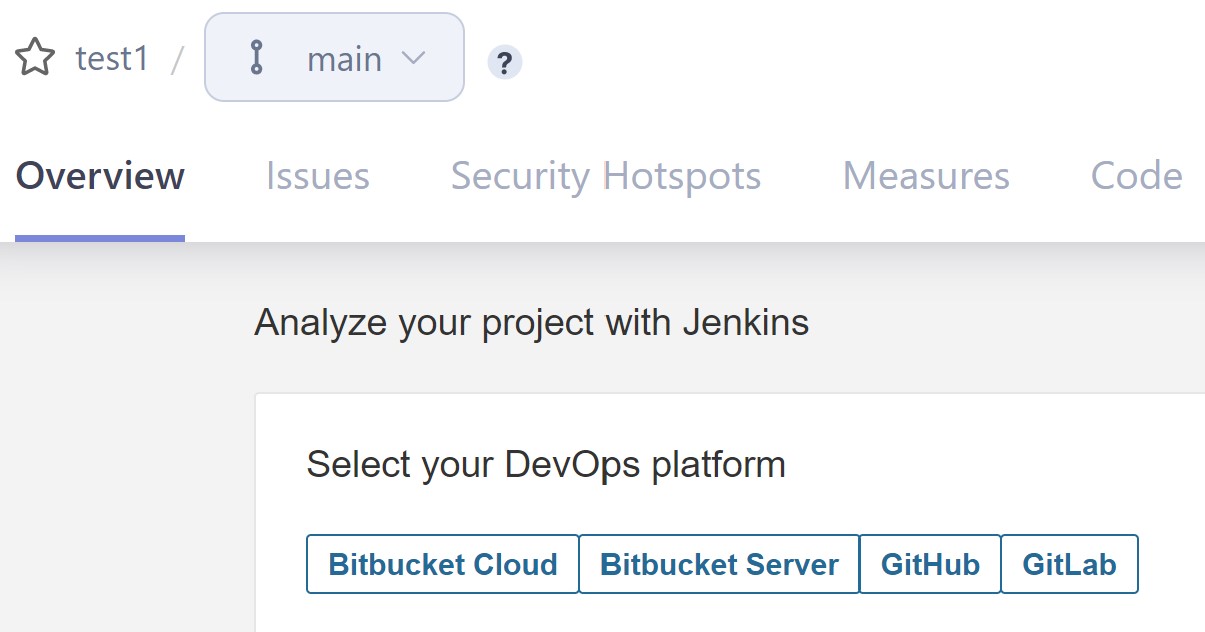 test1 / main ?
Overview Issues Security Hotspots Measures Code
Analyze your project with Jenkins
Select your DevOps platform
Bitbucket Cloud Bitbucket Server GitHub GitLab